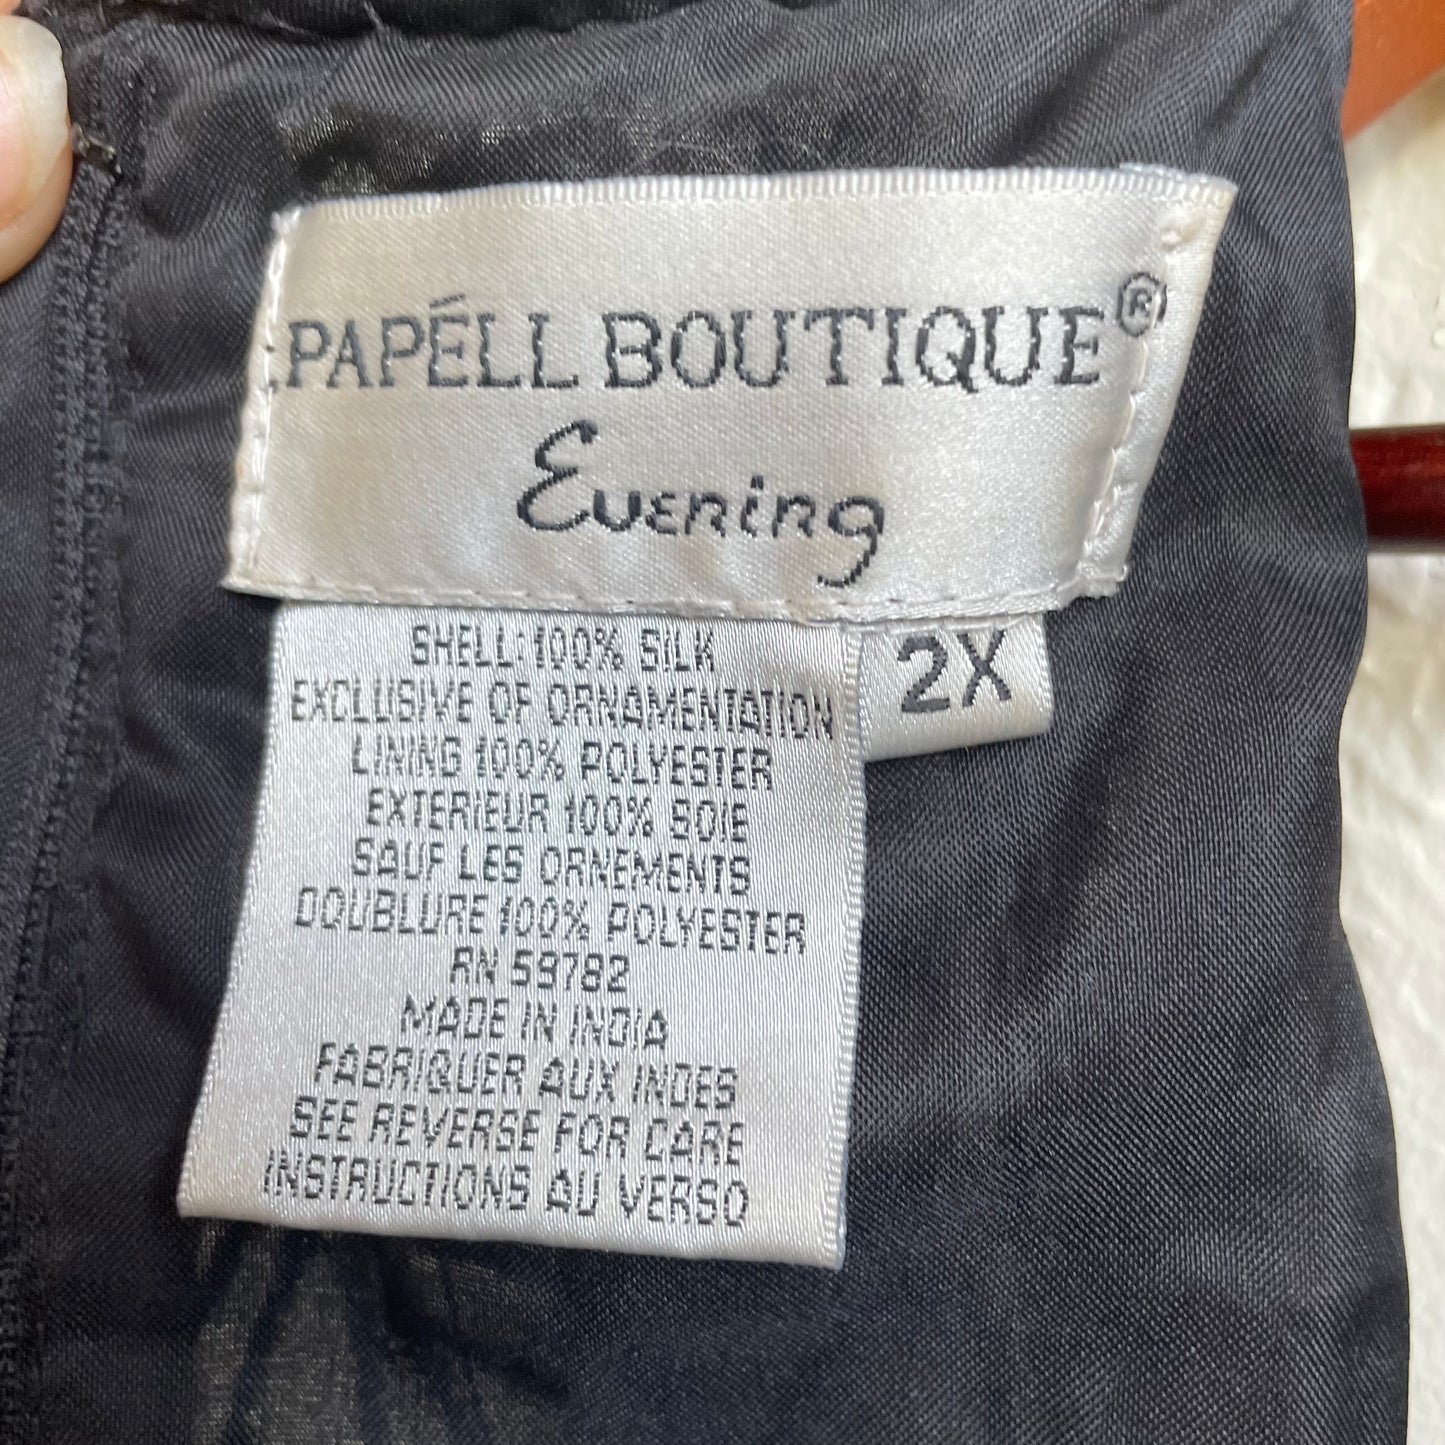 PAPÉLL BOUTIQUE®
Evening
2X
SHELL: 100% SILK
EXCLUSIVE OF ORNAMENTATION
LINING 100% POLYESTER
EXTERIEUR 100% SOIE
SAUF LES ORNEMENTS
DOUBLURE 100% POLYESTER
RN 59782
MADE IN INDIA
FABRIQUER AUX INDES
SEE REVERSE FOR CARE
INSTRUCTIONS AU VERSO